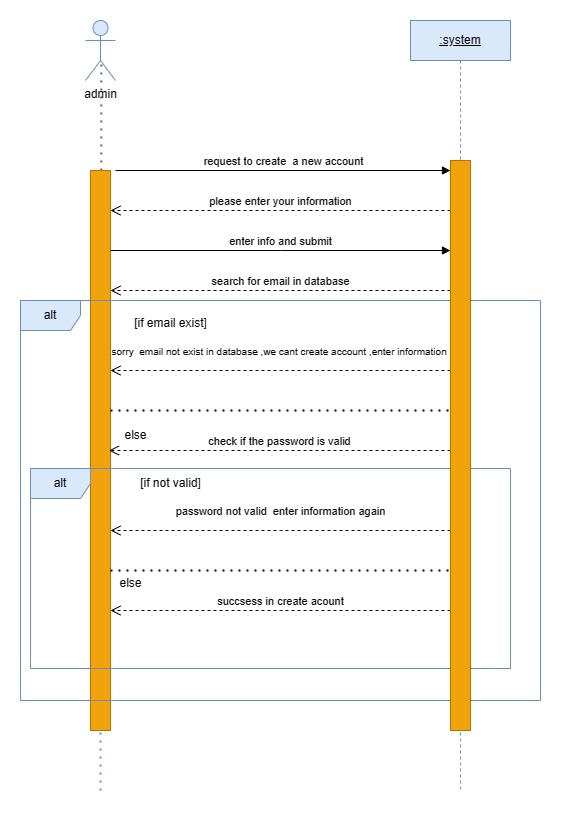 :system
admin
request to create  a new account
please enter your information
enter info and submit
search for email in database
alt
[if email exist]
sorry  email not exist in database ,we cant create account ,enter information
else
check if the password is valid
alt
[if not valid]
password not valid  enter information again
else
succsess in create acount